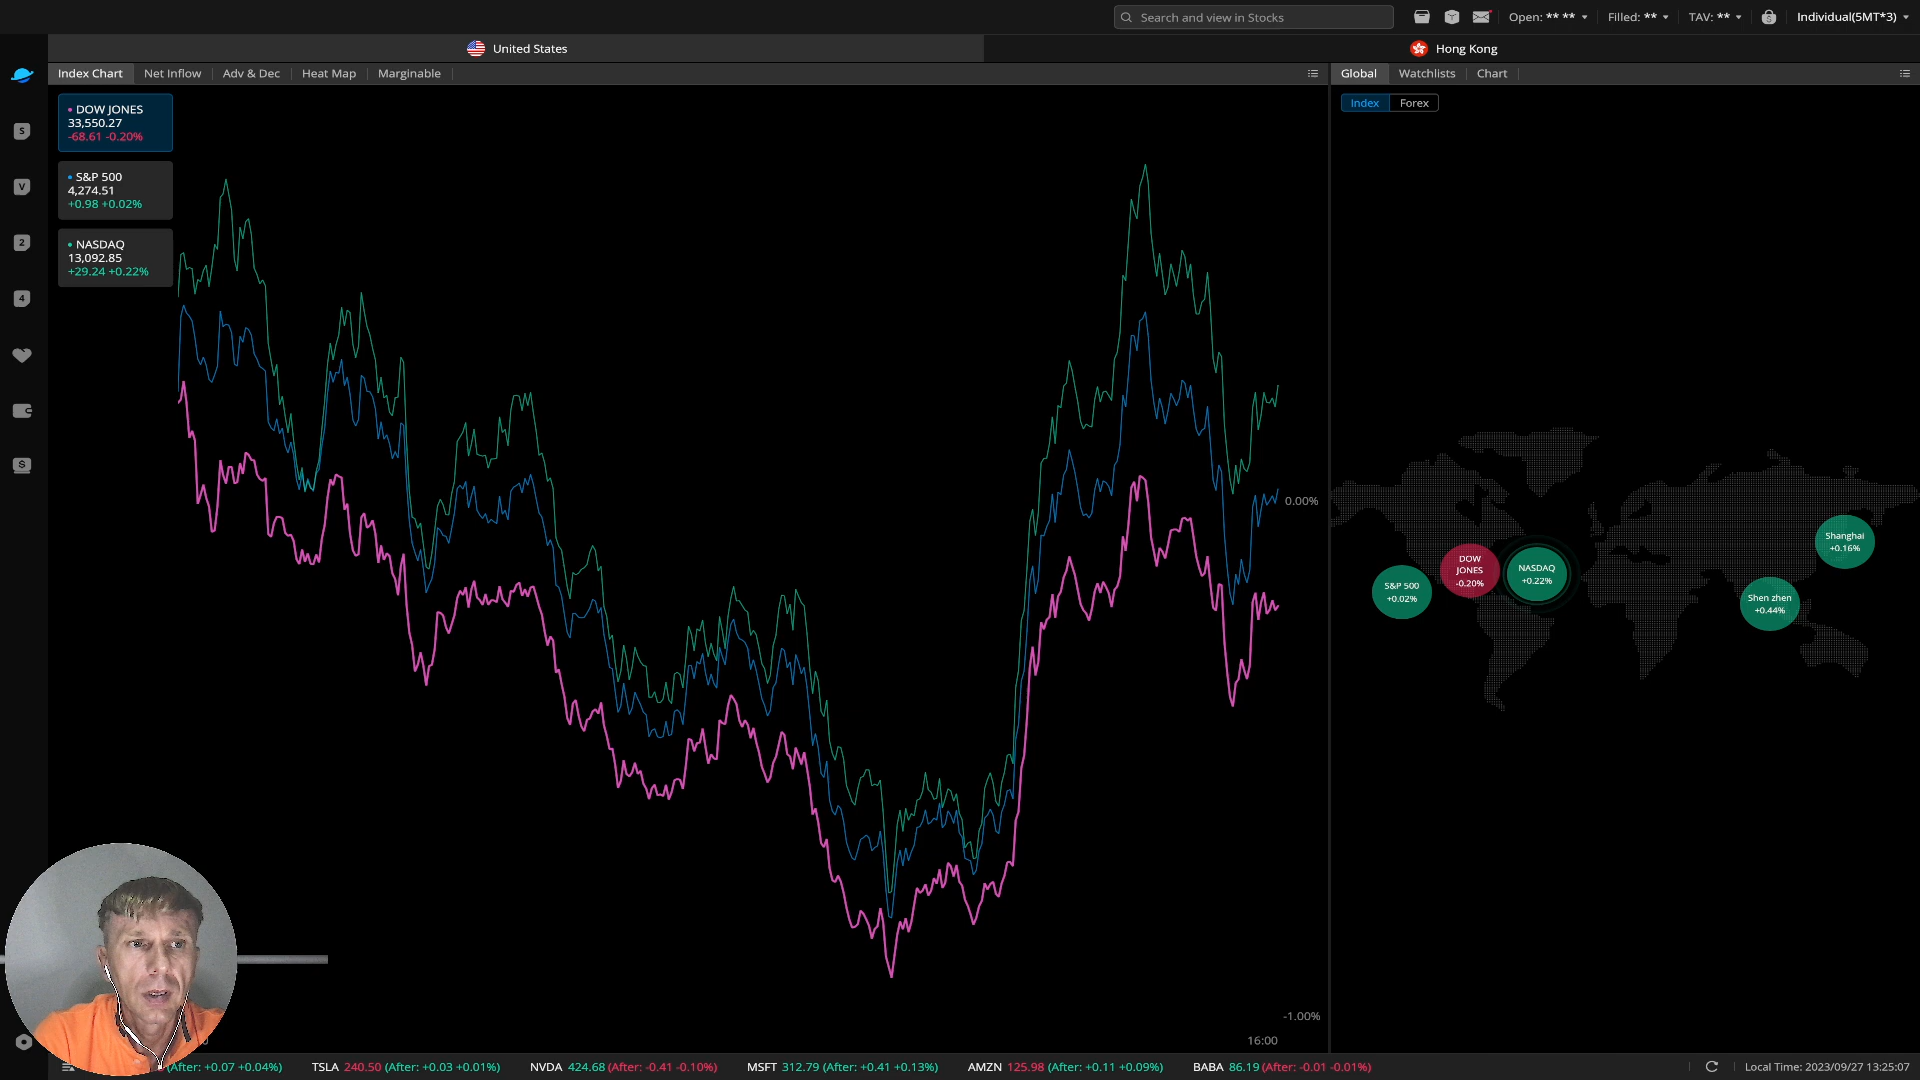 Search and view in Stocks
Open: ** **
Filled: **
TAV: **
Individual(5MT*3)
United States
Hong Kong
Index Chart
Net Inflow
Adv & Dec
Heat Map
Marginable
Global
Watchlists
Chart
Index
Forex
DOW JONES
33,550.27
-68.61 -0.20%
S&P 500
4,274.51
+0.98 +0.02%
NASDAQ
13,092.85
+29.24 +0.22%
S
V
2
4
S
0.00%
-1.00%
16:00
S&P 500
+0.02%
DOW
JONES
-0.20%
NASDAQ
+0.22%
Shanghai
+0.16%
Shen zhen
+0.44%
(After: +0.07 +0.04%)
TSLA 240.50 (After: +0.03 +0.01%)
NVDA 424.68 (After: -0.41 -0.10%)
MSFT 312.79 (After: +0.41 +0.13%)
AMZN 125.98 (After: +0.11 +0.09%)
BABA 86.19 (After: -0.01 -0.01%)
Local Time: 2023/09/27 13:25:07